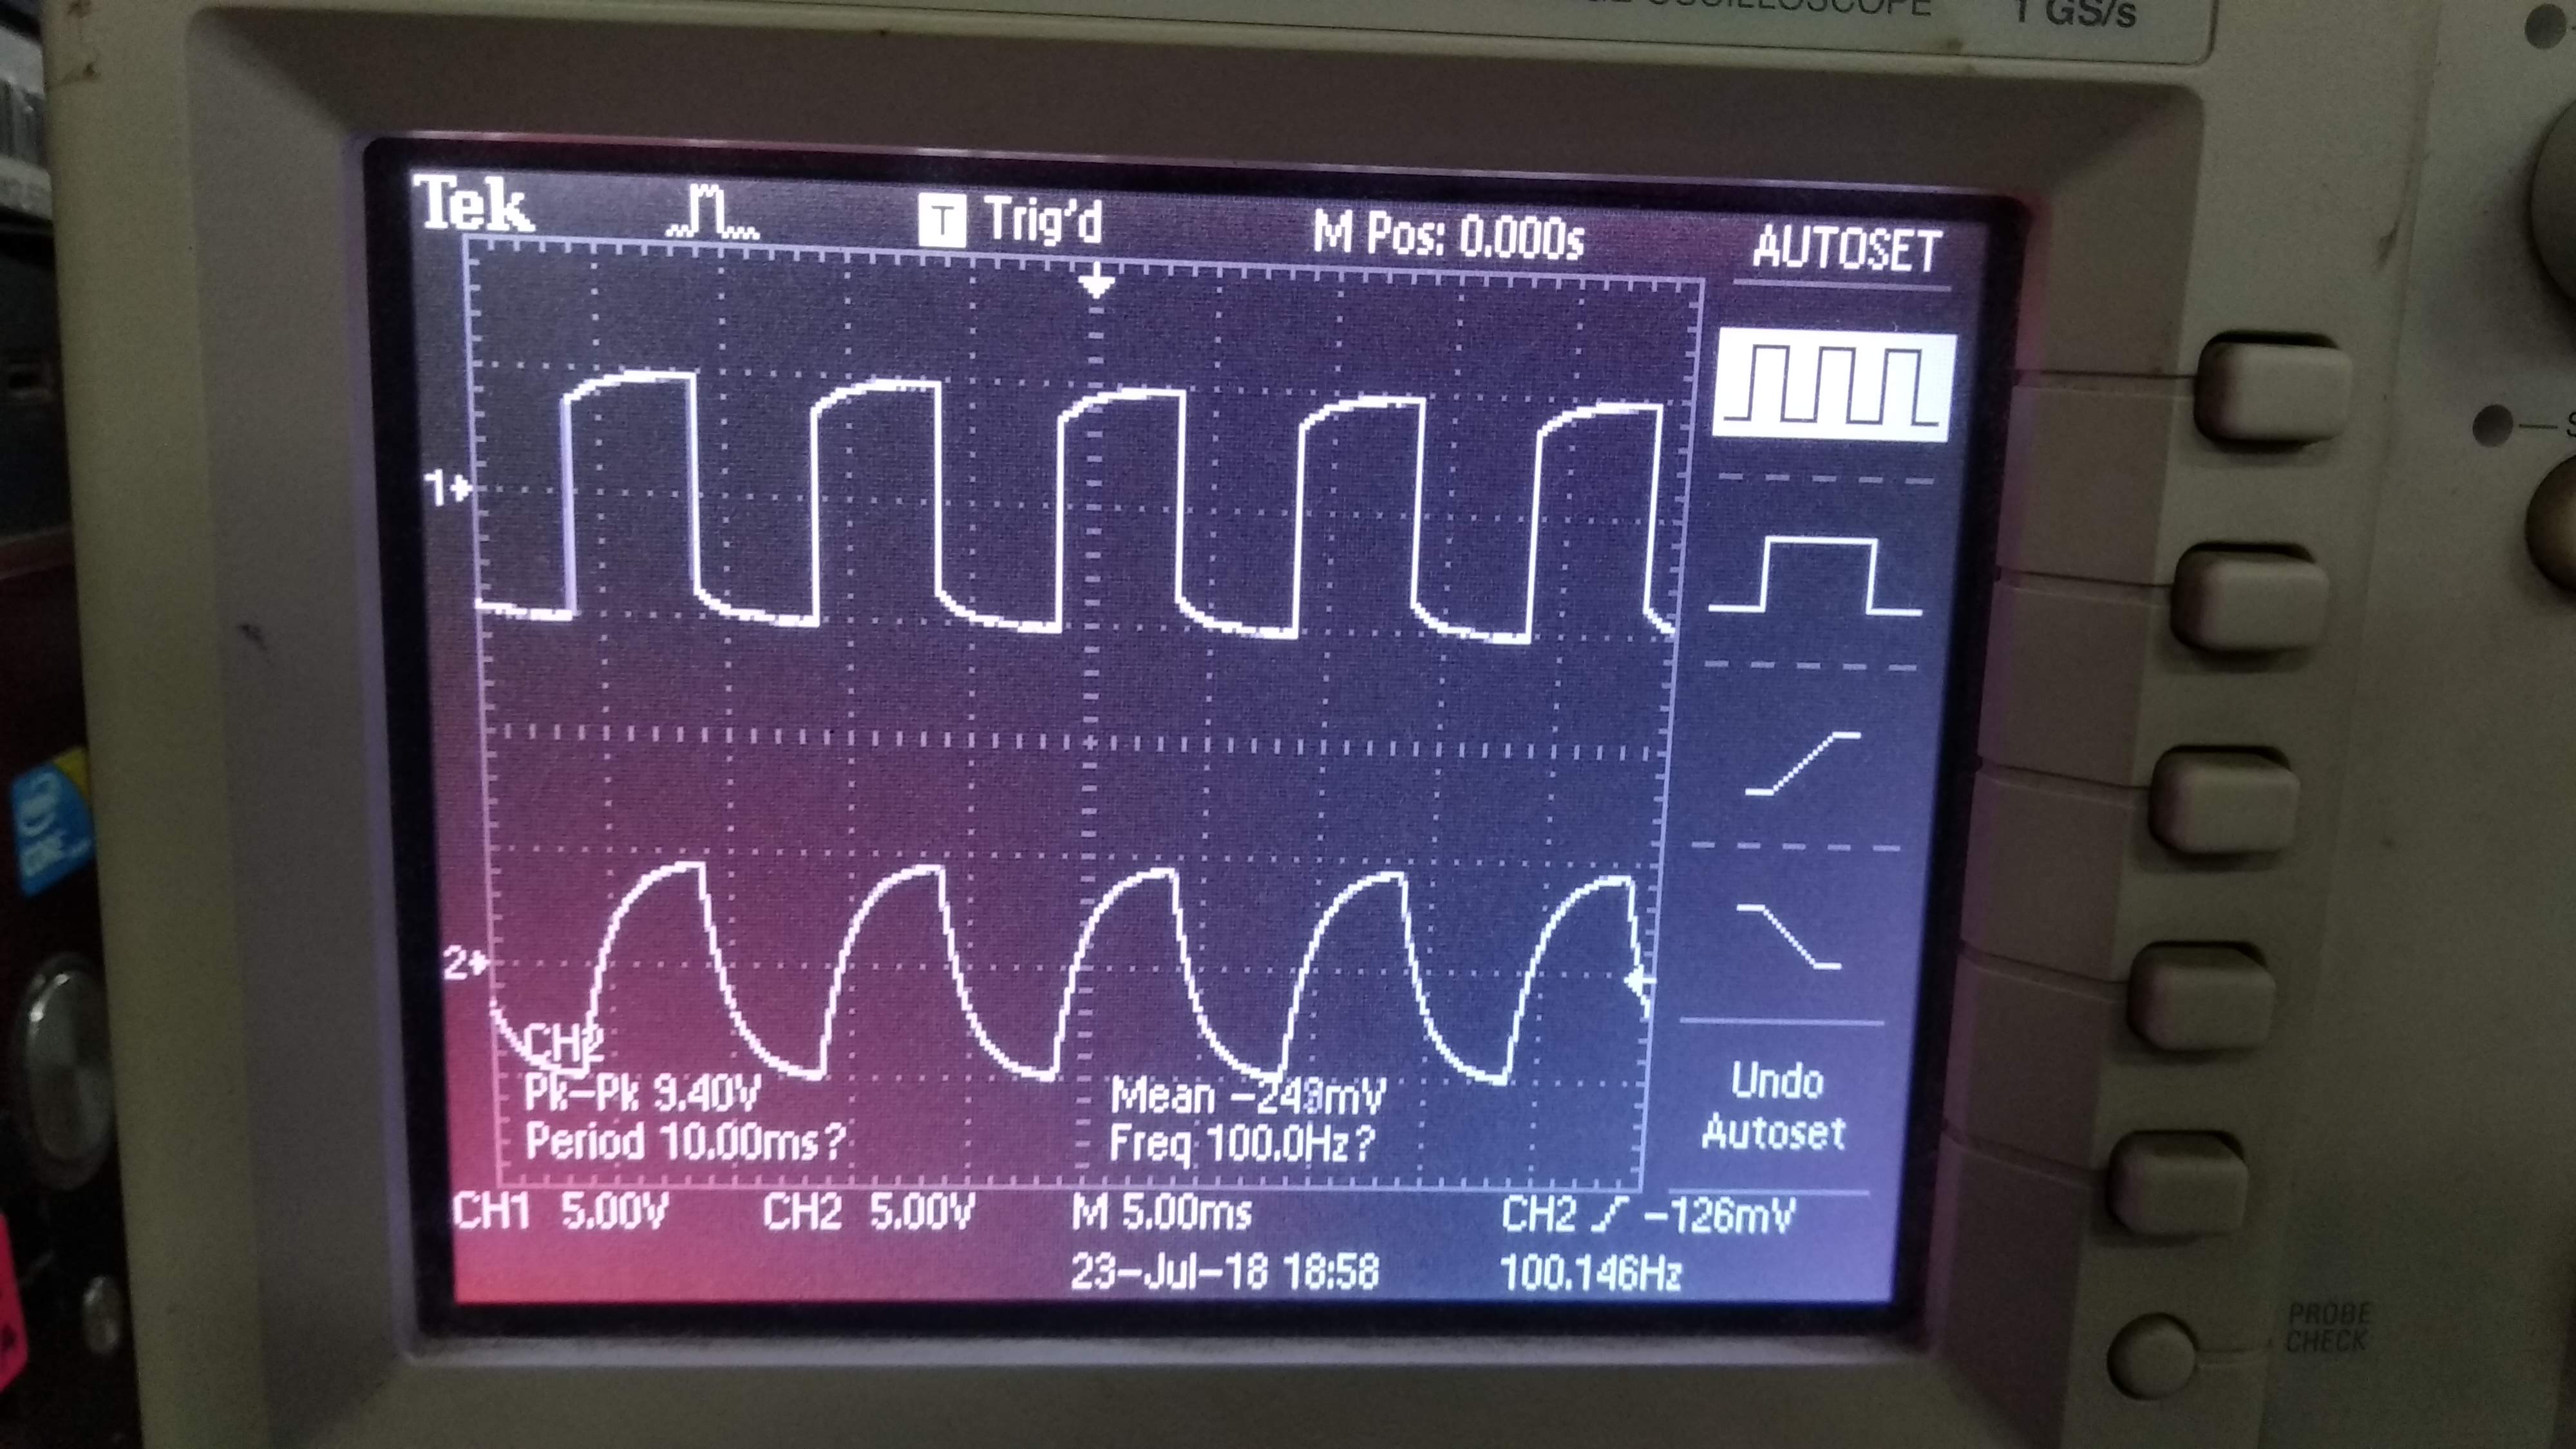 OSCILLOSCOPE 1 GS/s
Tek T Trig'd M Pos: 0.000s AUTOSET
1
2
CH2
Pk-Pk 9.40V Mean
Period 10.00ms? Freq 100.0Hz?
Undo
Autoset
CH1 5.00V CH2 5.00V M 5.00ms CH2 -126mV
23-Jul-18 18:58 100.146Hz
PROBE
CHECK